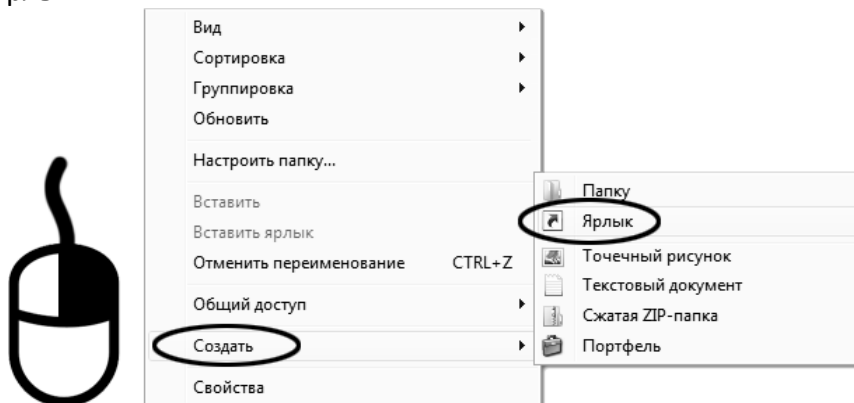 Вид
Сортировка
Группировка
Обновить
Настроить папку...
Вставить
Вставить ярлык
Отменить переименование CTRL+Z
Общий доступ
Создать
Свойства
Папку
Ярлык
Точечный рисунок
Текстовый документ
Сжатая ZIP-папка
Портфель